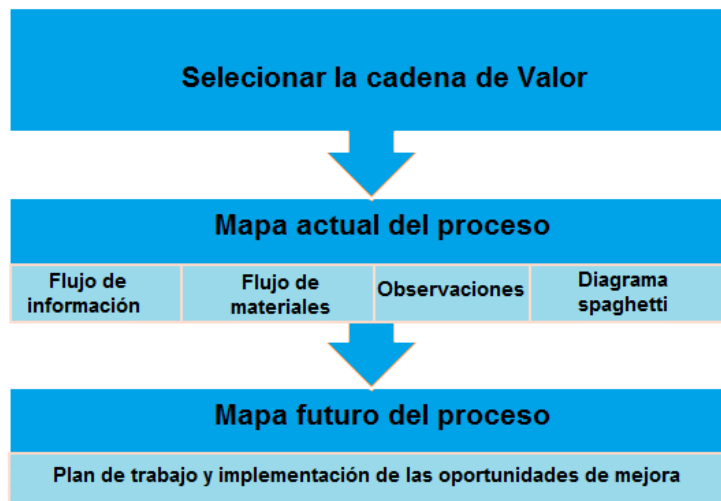 Selecionar la cadena de Valor
Mapa actual del proceso
Flujo de
información
Flujo de
materiales
Observaciones
Diagrama
spaghetti
Mapa futuro del proceso
Plan de trabajo y implementación de las oportunidades de mejora